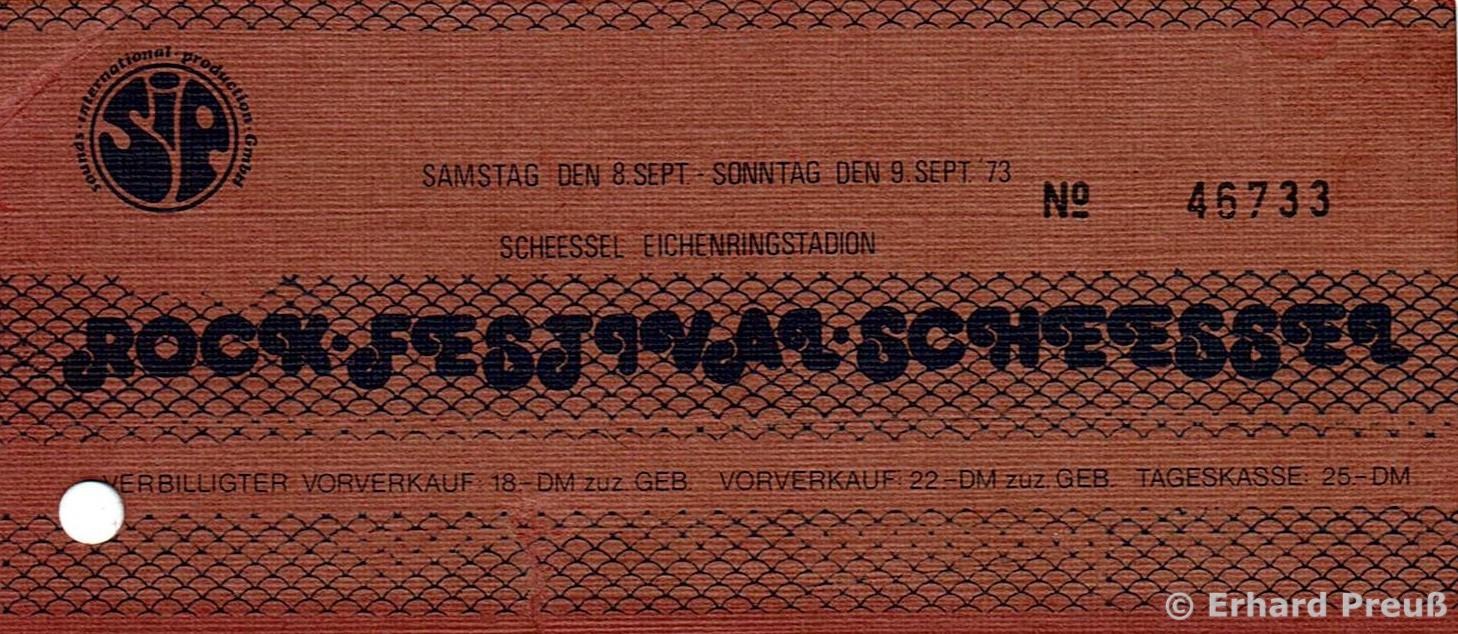 sounds · international · production · GmbH
SIP
SAMSTAG DEN 8.SEPT. - SONNTAG DEN 9.SEPT. '73
Nº 46733
SCHEESSEL EICHENRINGSTADION
ROCK·FESTIVAL·SCHEESSEL
VERBILLIGTER VORVERKAUF: 18.-DM zuz. GEB. VORVERKAUF: 22.-DM zuz. GEB. TAGESKASSE: 25.-DM
© Erhard Preuß